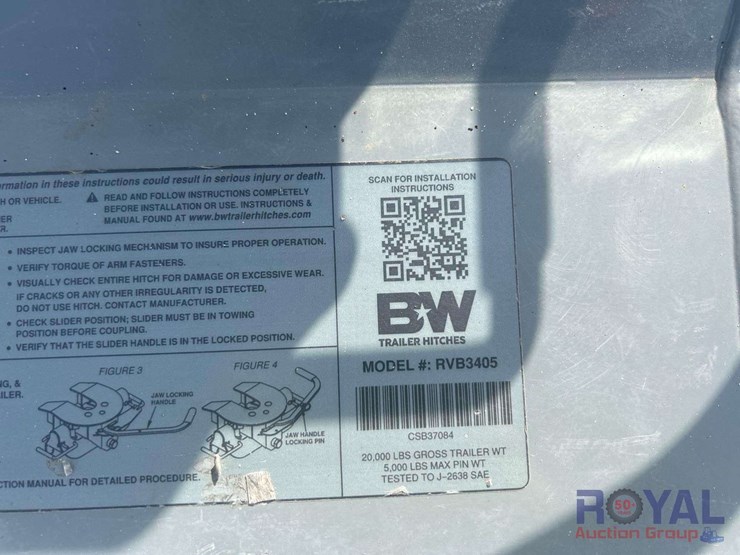 rmation in these instructions could result in serious injury or death.
H OR VEHICLE.
ER
R.
READ AND FOLLOW INSTRUCTIONS COMPLETELY
BEFORE INSTALLATION OR USE. INSTRUCTIONS &
MANUAL FOUND AT www.bwtrailerhitches.com
• INSPECT JAW LOCKING MECHANISM TO INSURE PROPER OPERATION.
• VERIFY TORQUE OF ARM FASTENERS.
• VISUALLY CHECK ENTIRE HITCH FOR DAMAGE OR EXCESSIVE WEAR.
IF CRACKS OR ANY OTHER IRREGULARITY IS DETECTED,
DO NOT USE HITCH. CONTACT MANUFACTURER.
• CHECK SLIDER POSITION; SLIDER MUST BE IN TOWING
POSITION BEFORE COUPLING.
• VERIFY THAT THE SLIDER HANDLE IS IN THE LOCKED POSITION.
NG, &
ILER.
FIGURE 3
JAW LOCKING
HANDLE
FIGURE 4
JAW HANDLE
LOCKING PIN
CTION MANUAL FOR DETAILED PROCEDURE.
SCAN FOR INSTALLATION
INSTRUCTIONS
BW
TRAILER HITCHES
MODEL #: RVB3405
CSB37084
20,000 LBS GROSS TRAILER WT
5,000 LBS MAX PIN WT
TESTED TO J-2638 SAE
ROYAL
50
Auction Group